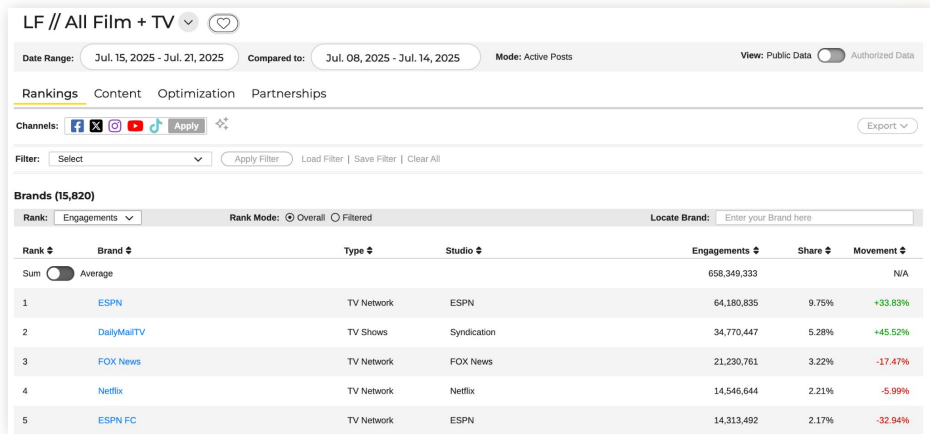 LF // All Film + TV
Date Range: Jul. 15, 2025 - Jul. 21, 2025 Compared to: Jul. 08, 2025 - Jul. 14, 2025 Mode: Active Posts View: Public Data Authorized Data
Rankings Content Optimization Partnerships
Channels: Apply Export
Filter: Select Apply Filter Load Filter | Save Filter | Clear All
Brands (15,820)
Rank: Engagements Rank Mode: Overall Filtered Locate Brand: Enter your Brand here
Rank Brand Type Studio Engagements Share Movement
Sum Average 658,349,333 N/A
1 ESPN TV Network ESPN 64,180,835 9.75% +33.83%
2 DailyMailTV TV Shows Syndication 34,770,447 5.28% +45.52%
3 FOX News TV Network FOX News 21,230,761 3.22% -17.47%
4 Netflix TV Network Netflix 14,546,644 2.21% -5.99%
5 ESPN FC TV Network ESPN 14,313,492 2.17% -32.94%